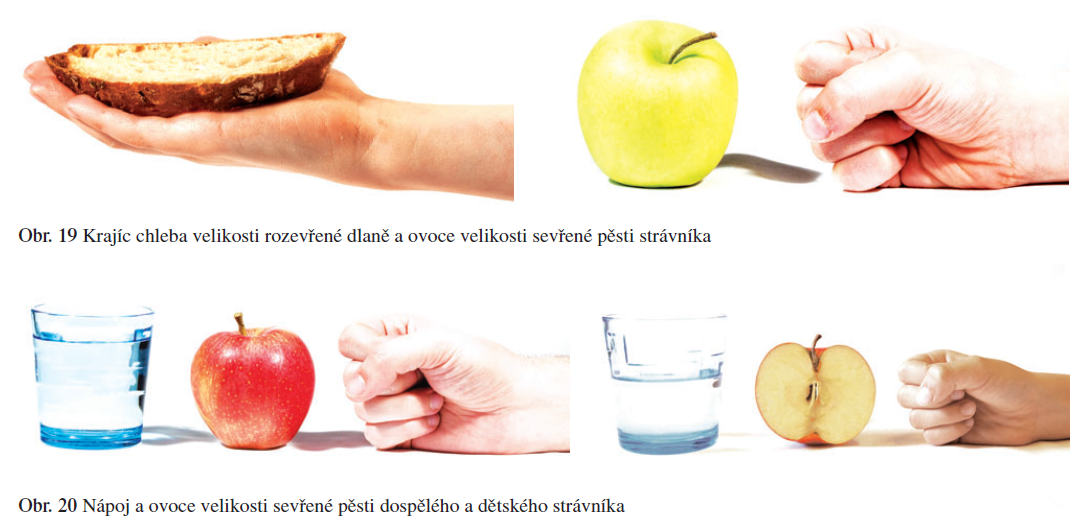 Obr. 19 Krajíc chleba velikosti rozevřené dlaně a ovoce velikosti sevřené pěsti strávníka
Obr. 20 Nápoj a ovoce velikosti sevřené pěsti dospělého a dětského strávníka